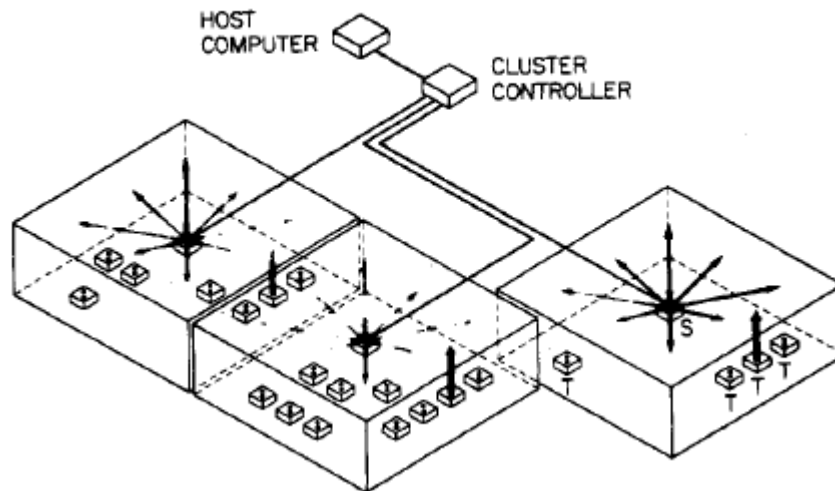 HOST
COMPUTER
CLUSTER
CONTROLLER
S
T
T T T